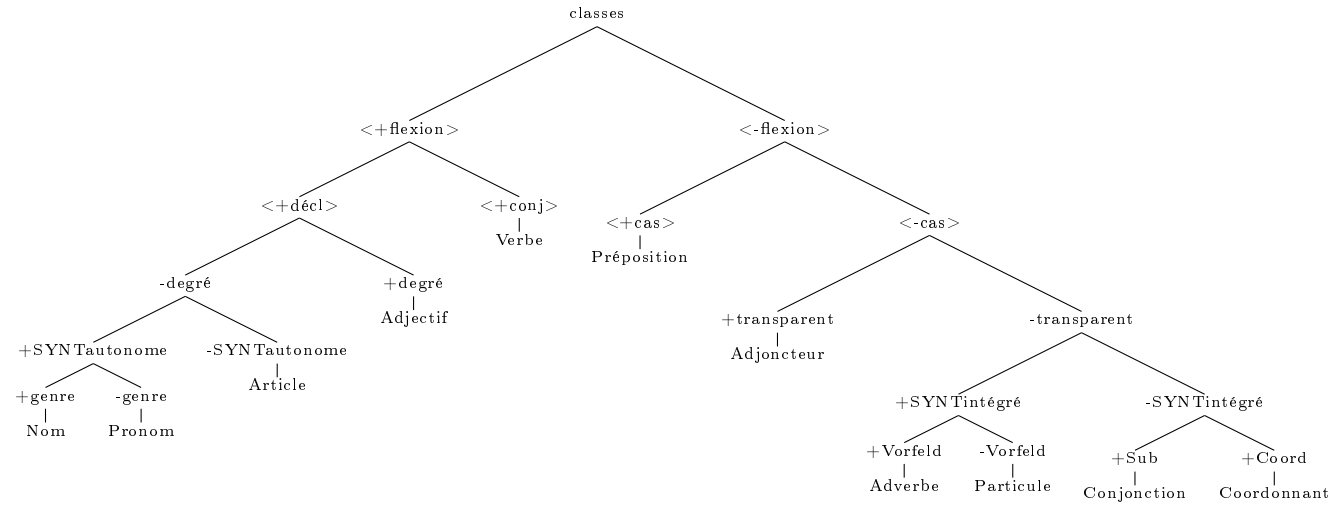 classes
<+flexion> <-flexion>
<+décl> <+conj> <+cas> <-cas>
Verbe Préposition
-degré +degré
Adjectif +transparent -transparent
+SYNTautonome -SYNTautonome Adjoncteur
Article
+genre -genre +SYNTintégré -SYNTintégré
Nom Pronom
+Vorfeld -Vorfeld +Sub +Coord
Adverbe Particule Conjonction Coordonnant